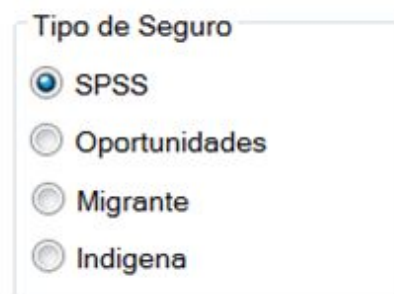 Tipo de Seguro
SPSS
Oportunidades
Migrante
Indigena